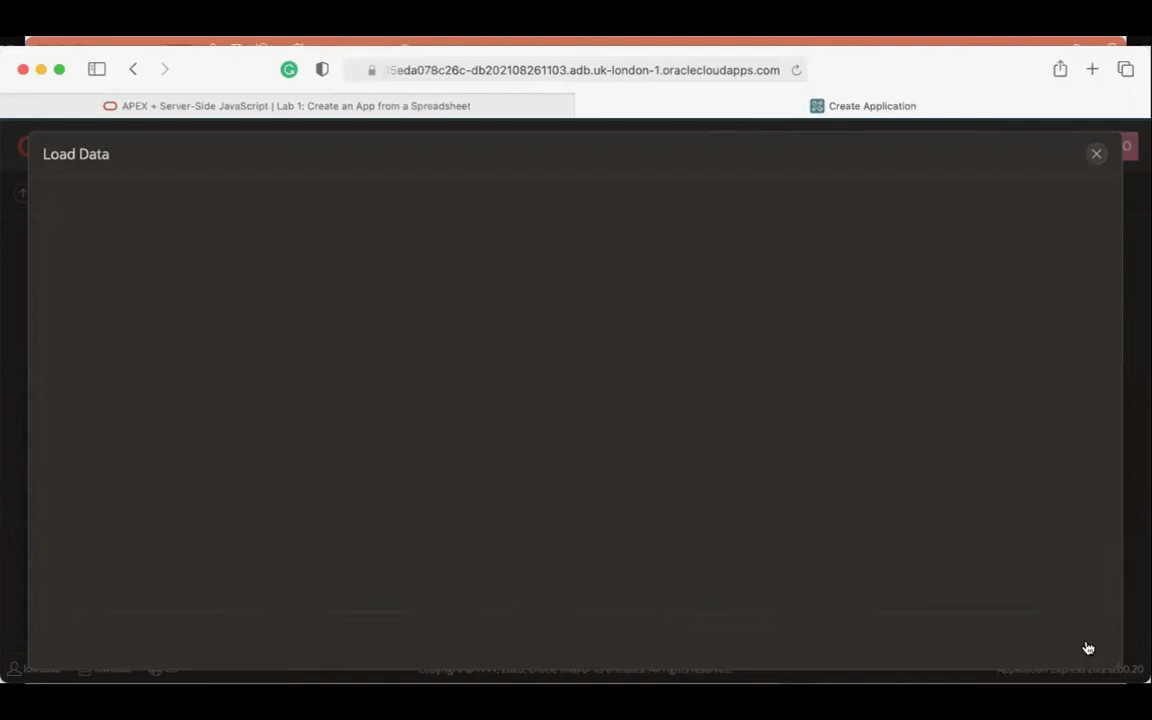 5eda078c26c-db202108261103.adb.uk-london-1.oraclecloudapps.com
APEX + Server-Side JavaScript | Lab 1: Create an App from a Spreadsheet
Create Application
Load Data